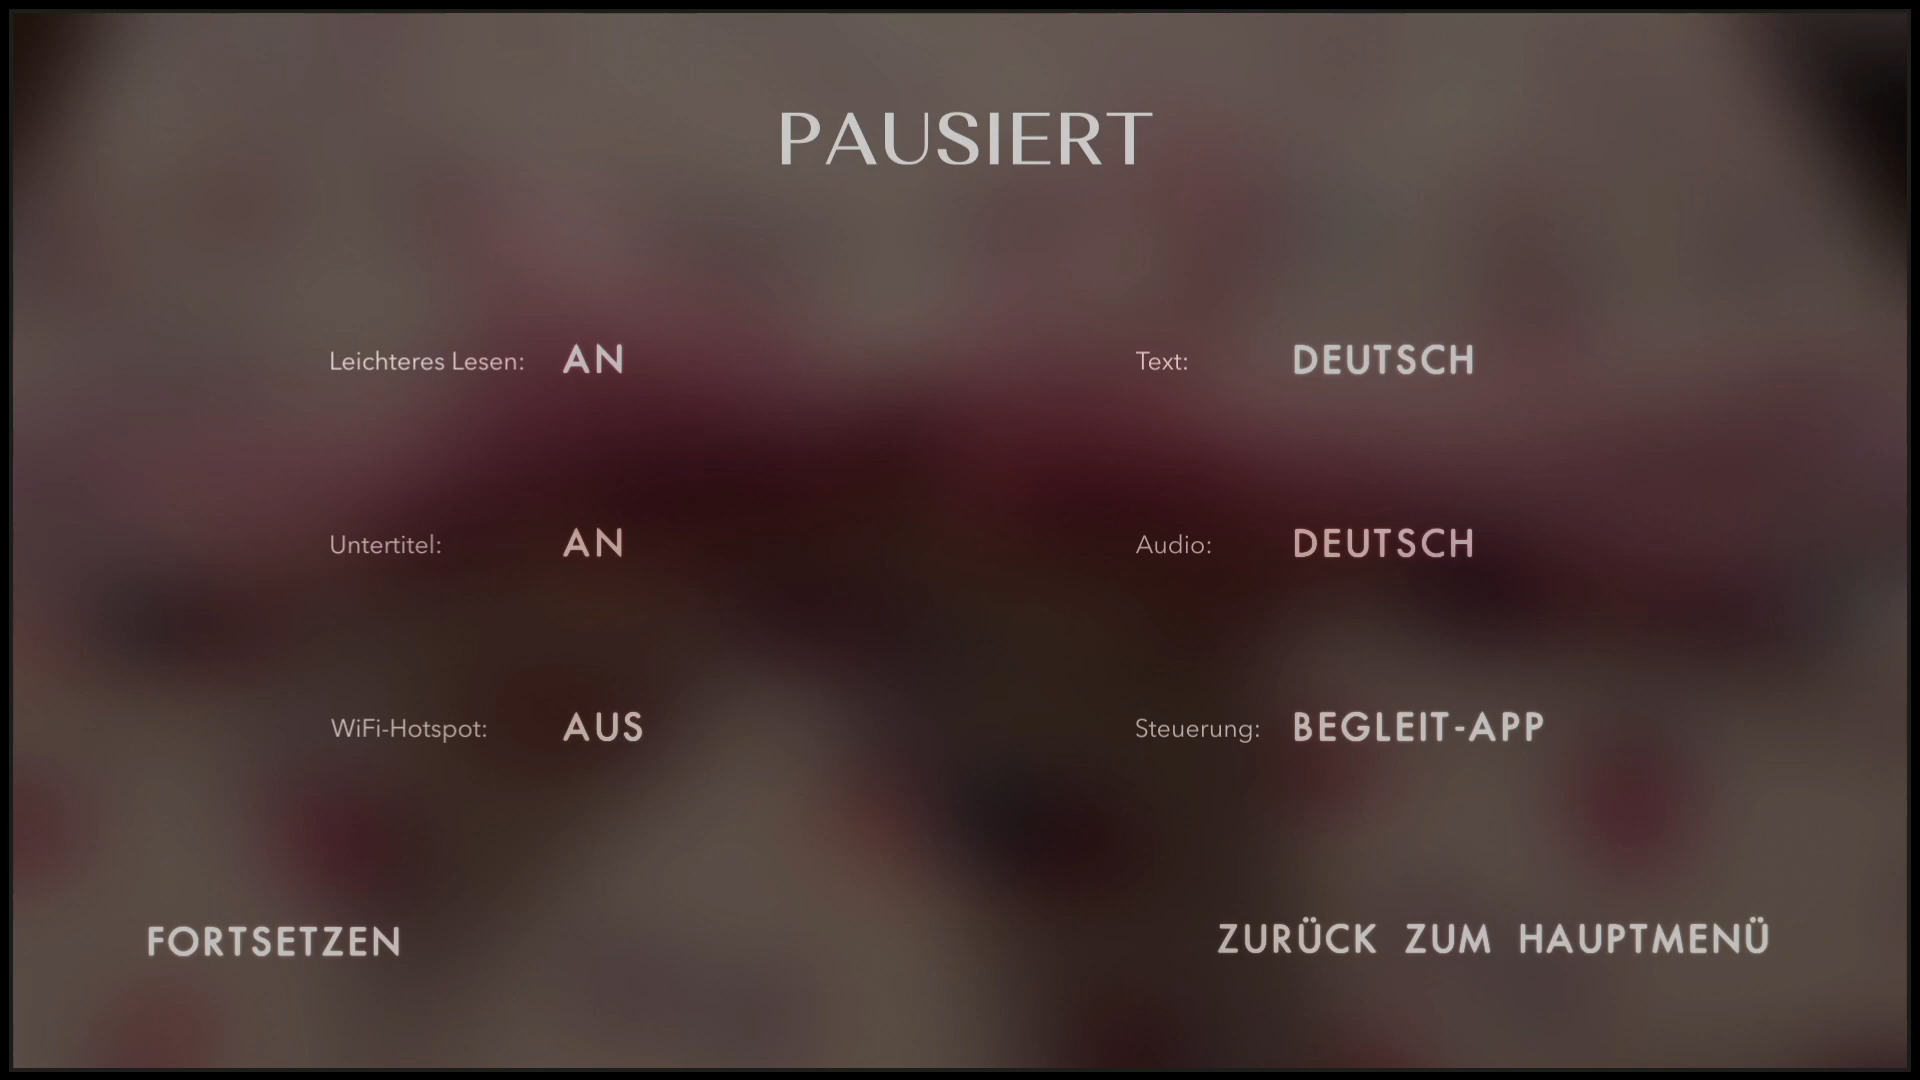 PAUSIERT
Leichteres Lesen: AN
Text: DEUTSCH
Untertitel: AN
Audio: DEUTSCH
WiFi-Hotspot: AUS
Steuerung: BEGLEIT-APP
FORTSETZEN
ZURÜCK ZUM HAUPTMENÜ